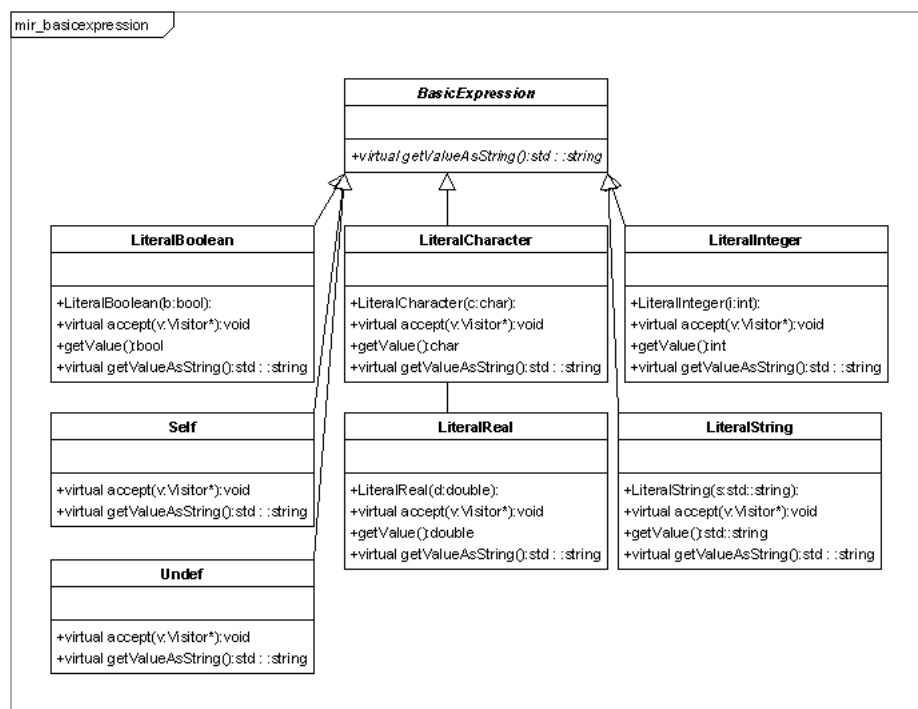 mir_basicexpression
BasicExpression
+virtual getValueAsString():std : :string
LiteralBoolean
+LiteralBoolean(b:bool):
+virtual accept(v:Visitor*):void
+getValue():bool
+virtual getValueAsString():std : :string
LiteralCharacter
+LiteralCharacter(c:char):
+virtual accept(v:Visitor*):void
+getValue():char
+virtual getValueAsString():std : :string
LiteralInteger
+LiteralInteger(i:int):
+virtual accept(v:Visitor*):void
+getValue():int
+virtual getValueAsString():std : :string
Self
+virtual accept(v:Visitor*):void
+virtual getValueAsString():std : :string
LiteralReal
+LiteralReal(d:double):
+virtual accept(v:Visitor*):void
+getValue():double
+virtual getValueAsString():std : :string
LiteralString
+LiteralString(s:std::string):
+virtual accept(v:Visitor*):void
+getValue():std::string
+virtual getValueAsString():std : :string
Undef
+virtual accept(v:Visitor*):void
+virtual getValueAsString():std : :string